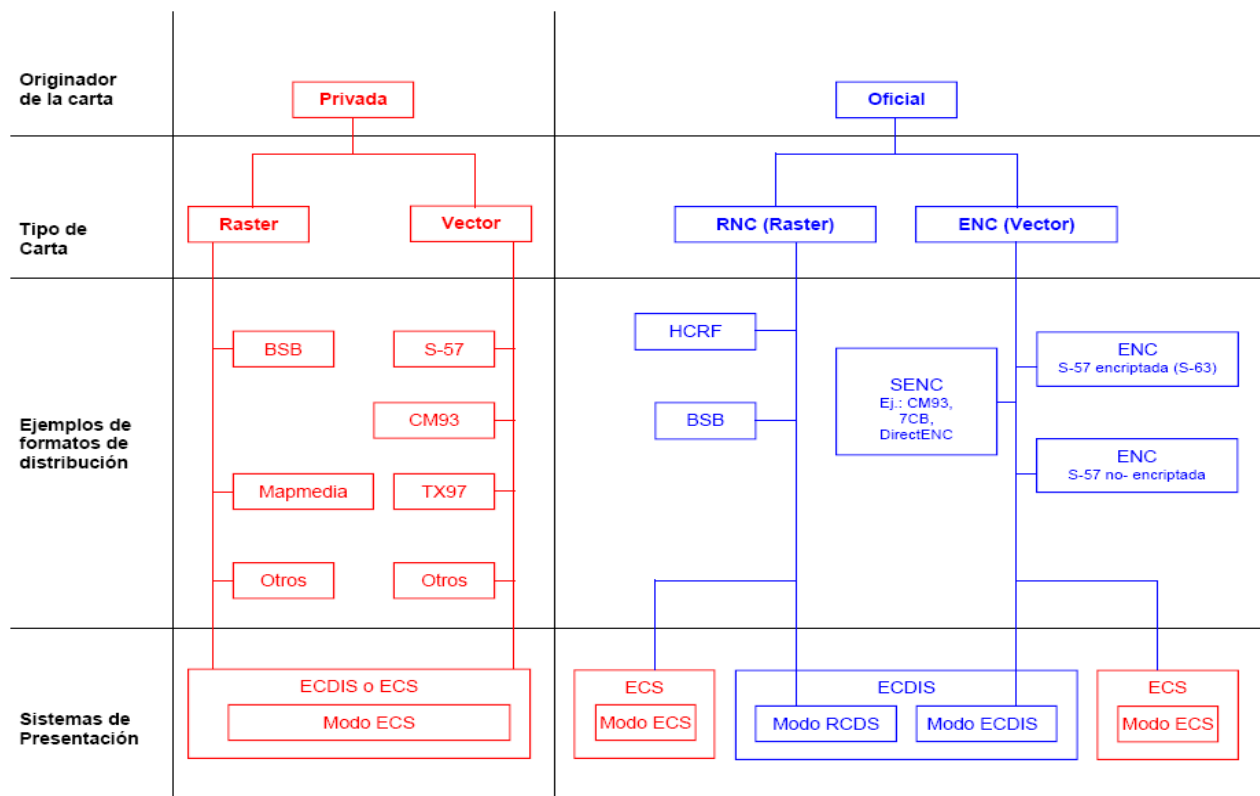 Originador
de la carta
Privada
Oficial
Tipo de
Carta
Raster
Vector
RNC (Raster)
ENC (Vector)
Ejemplos de
formatos de
distribución
BSB
S-57
CM93
Mapmedia
TX97
Otros
Otros
HCRF
BSB
SENC
Ej.: CM93,
7CB,
DirectENC
ENC
S-57 encriptada (S-63)
ENC
S-57 no- encriptada
Sistemas de
Presentación
ECDIS o ECS
Modo ECS
ECS
Modo ECS
ECDIS
Modo RCDS
Modo ECDIS
ECS
Modo ECS